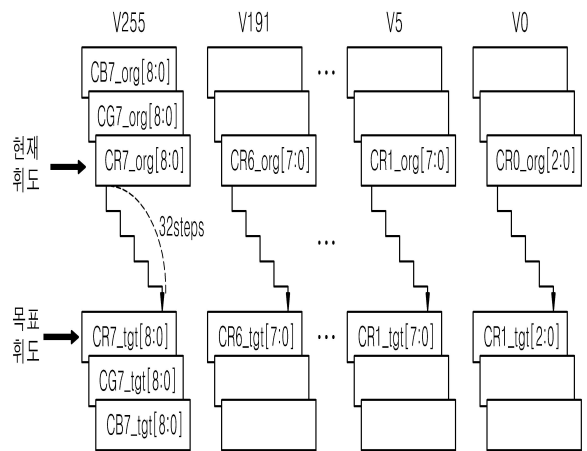 V255 V191 V5 V0
CB7_org[8:0]
...
CG7_org[8:0]
현재
휘도
CR7_org[8:0] CR6_org[7:0] CR1_org[7:0] CR0_org[2:0]
32steps
...
목표
휘도
CR7_tgt[8:0] CR6_tgt[7:0] ... CR1_tgt[7:0] CR1_tgt[2:0]
CG7_tgt[8:0]
CB7_tgt[8:0]